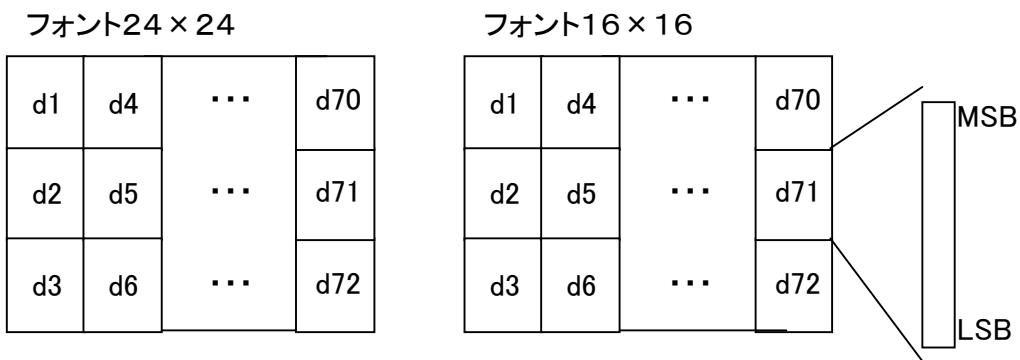 フォント24×24
フォント16×16
d1 d4 ・・・ d70
d2 d5 ・・・ d71
d3 d6 ・・・ d72
d1 d4 ・・・ d70
d2 d5 ・・・ d71
d3 d6 ・・・ d72
MSB
LSB